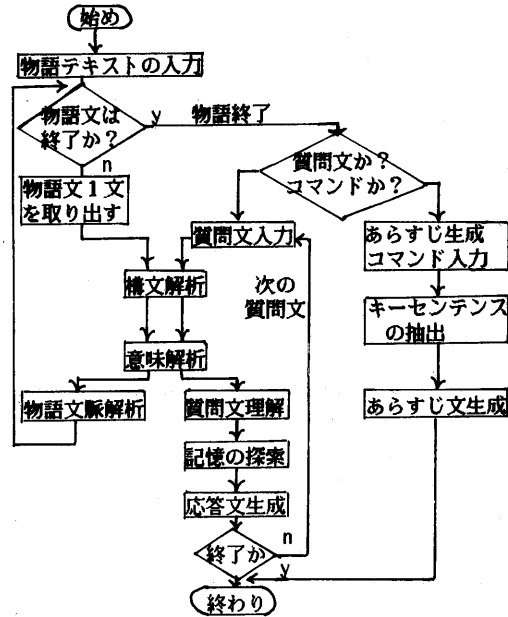 始め
物語テキストの入力
物語文は
終了か？
y
物語終了
n
質問文か？
コマンドか？
物語文１文
を取り出す
質問文入力
あらすじ生成
コマンド入力
構文解析
次の
質問文
キーセンテンス
の抽出
意味解析
物語文脈解析
質問文理解
あらすじ文生成
記憶の探索
応答文生成
終了か
n
y
終わり